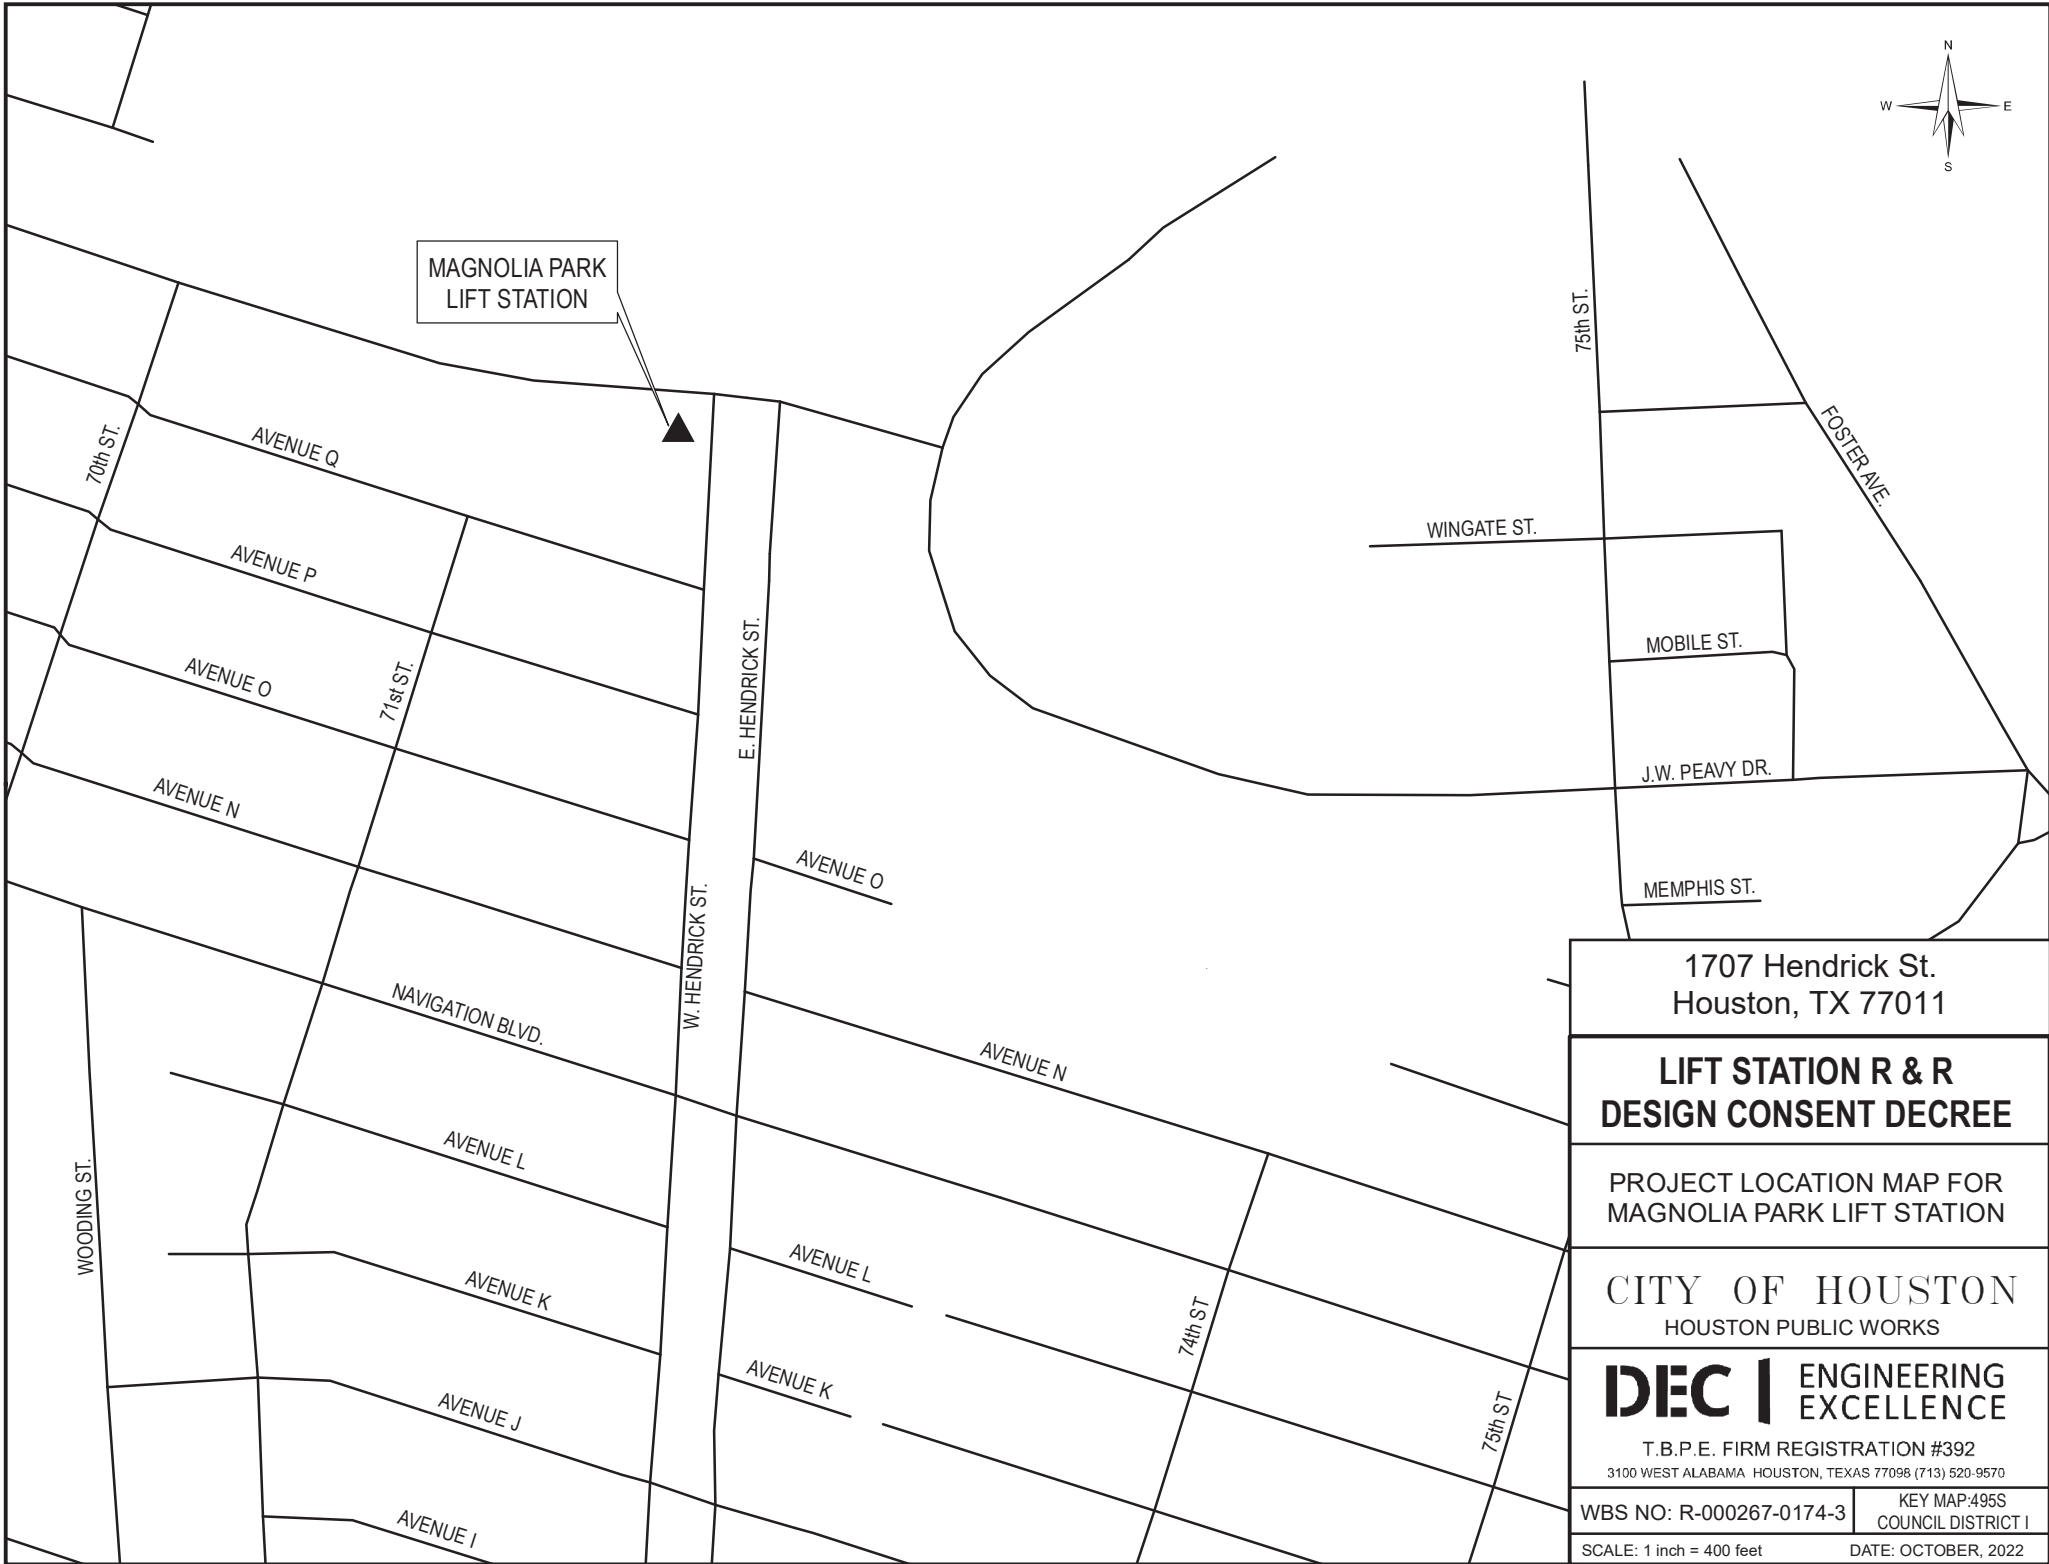 N
W E
S
MAGNOLIA PARK
LIFT STATION
75th ST.
FOSTER AVE.
70th ST.
AVENUE Q
WINGATE ST.
AVENUE P
MOBILE ST.
E. HENDRICK ST.
AVENUE O
71st ST.
J.W. PEAVY DR.
AVENUE N
AVENUE O
MEMPHIS ST.
W. HENDRICK ST.
NAVIGATION BLVD.
AVENUE N
AVENUE L
WOODING ST.
AVENUE L
AVENUE K
74th ST
AVENUE K
AVENUE J
75th ST
AVENUE I
1707 Hendrick St.
Houston, TX 77011
LIFT STATION R & R
DESIGN CONSENT DECREE
PROJECT LOCATION MAP FOR
MAGNOLIA PARK LIFT STATION
CITY OF HOUSTON
HOUSTON PUBLIC WORKS
DEC | ENGINEERING
EXCELLENCE
T.B.P.E. FIRM REGISTRATION #392
3100 WEST ALABAMA HOUSTON, TEXAS 77098 (713) 520-9570
WBS NO: R-000267-0174-3
KEY MAP:495S
COUNCIL DISTRICT I
SCALE: 1 inch = 400 feet
DATE: OCTOBER, 2022